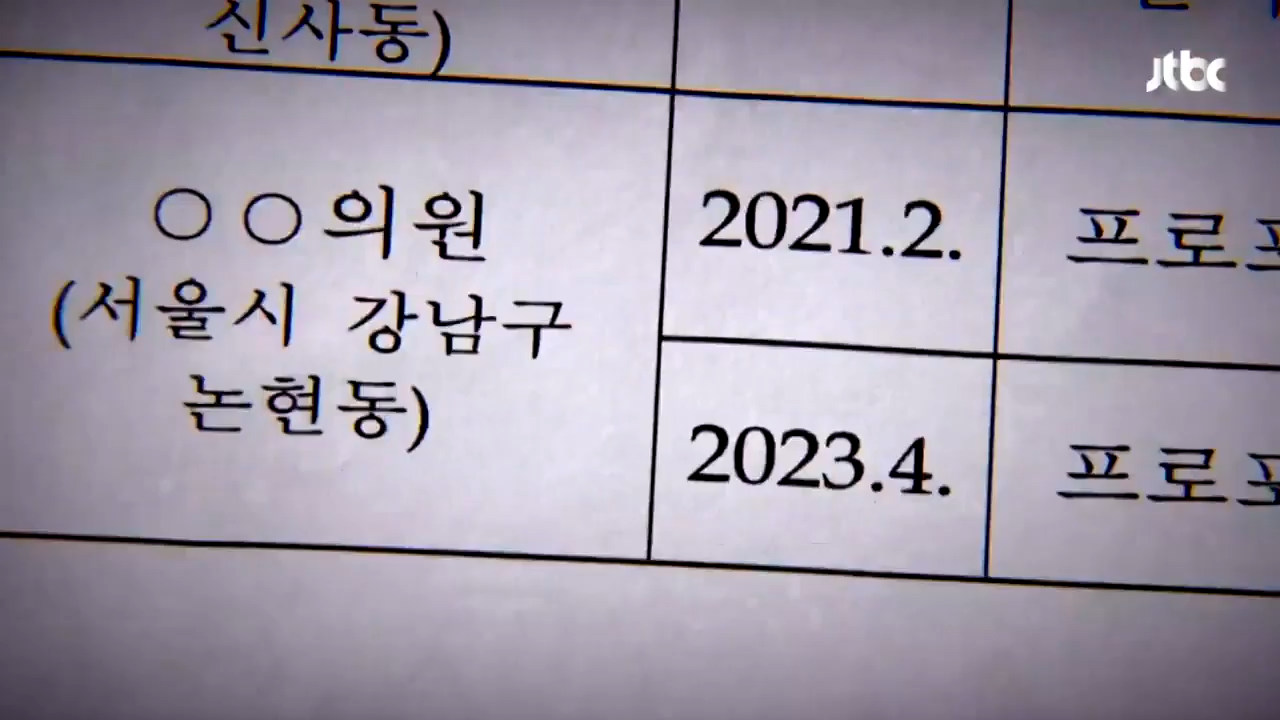 신사동)
jtbc
○○의원
(서울시 강남구
논현동)
2021.2.
프로포
2023.4.
프로포